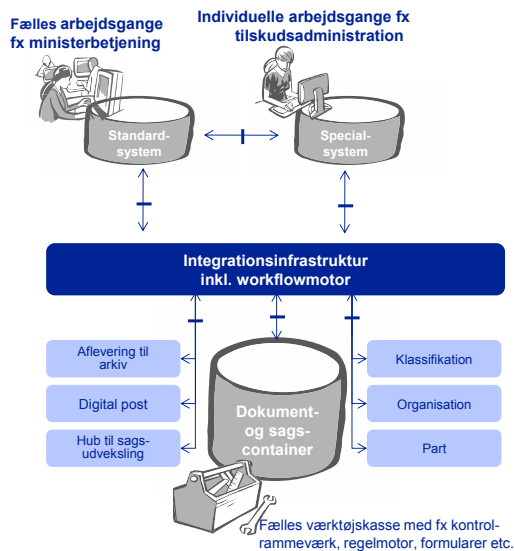 Fælles arbejdsgange
fx ministerbetjening
Individuelle arbejdsgange fx
tilskudsadministration
Standard-
system
Special-
system
Integrationsinfrastruktur
inkl. workflowmotor
Aflevering til
arkiv
Digital post
Hub til sags-
udveksling
Dokument-
og sags-
container
Klassifikation
Organisation
Part
Fælles værktøjskasse med fx kontrol-
rammeværk, regelmotor, formularer etc.